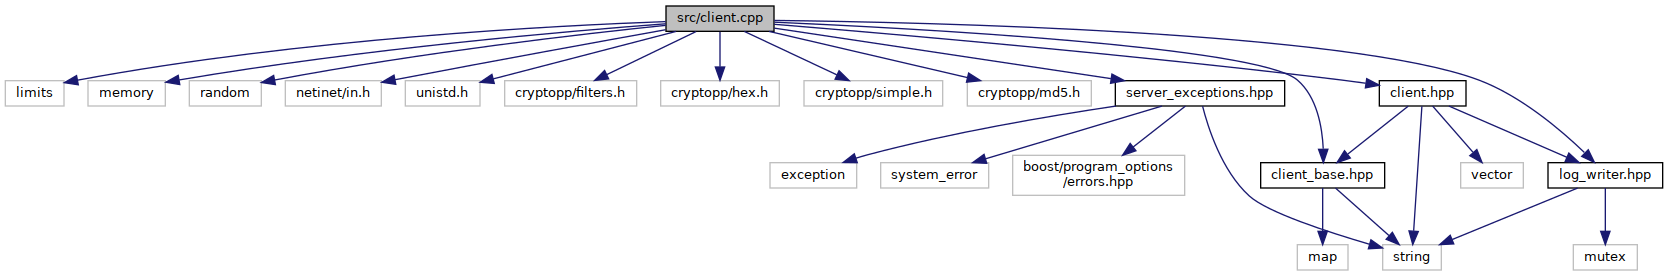 src/client.cpp
limits
memory
random
netinet/in.h
unistd.h
cryptopp/filters.h
cryptopp/hex.h
cryptopp/simple.h
cryptopp/md5.h
server_exceptions.hpp
client.hpp
exception
system_error
boost/program_options
/errors.hpp
client_base.hpp
vector
log_writer.hpp
map
string
mutex